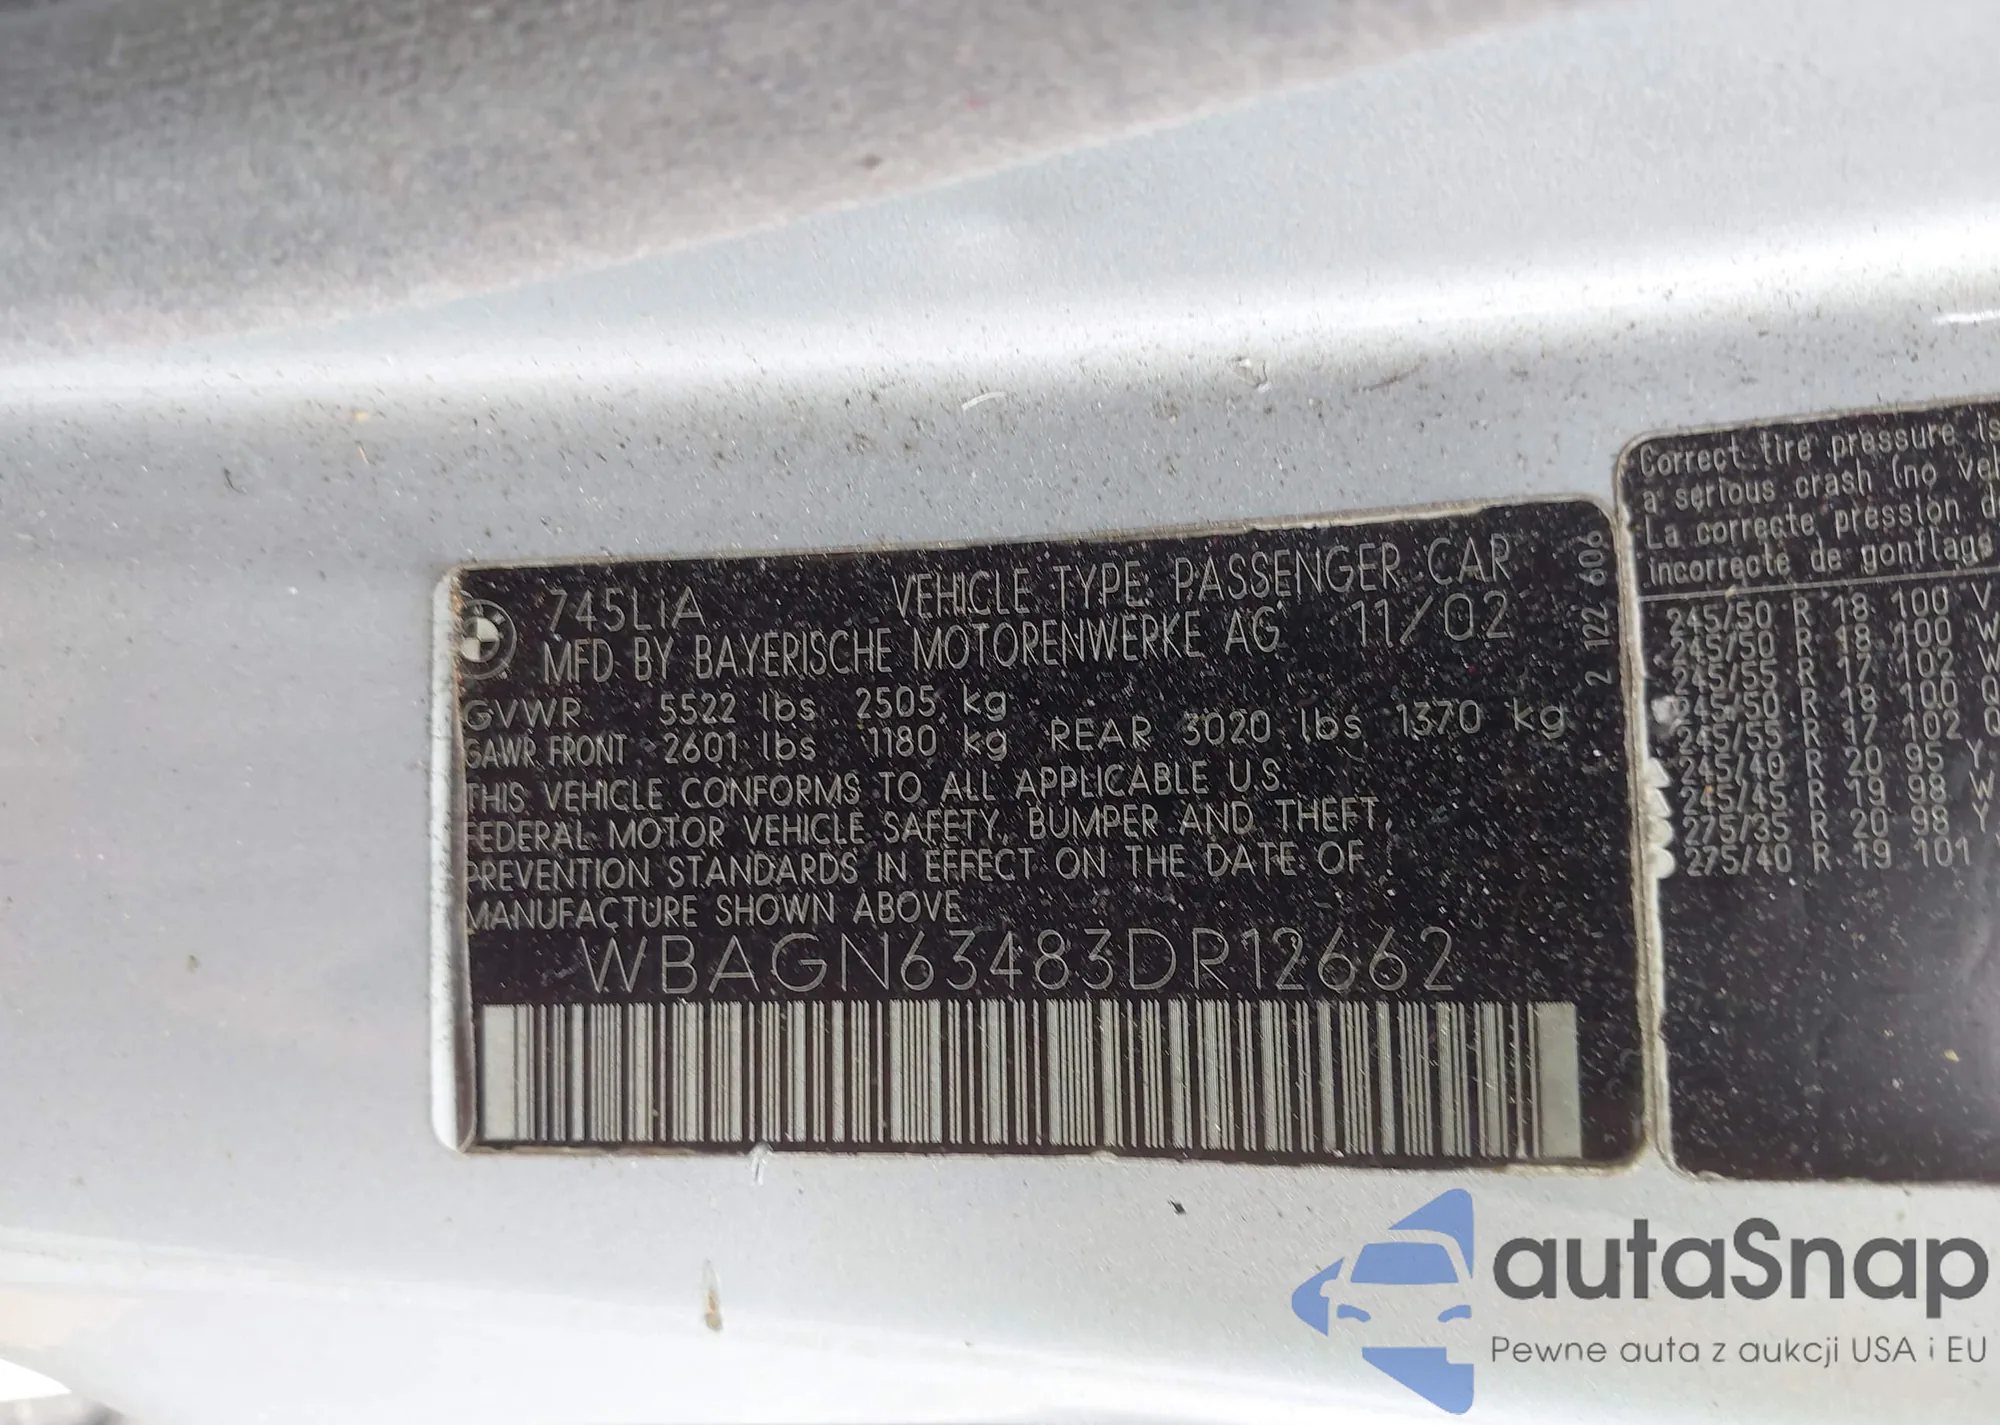 745LiA VEHICLE TYPE PASSENGER CAR
MFD BY BAYERISCHE MOTORENWERKE AG 11/02
GVWR 5522 lbs 2505 kg
GAWR FRONT 2601 lbs 1180 kg REAR 3020 lbs 1370 kg
THIS VEHICLE CONFORMS TO ALL APPLICABLE U.S.
FEDERAL MOTOR VEHICLE SAFETY, BUMPER AND THEFT
PREVENTION STANDARDS IN EFFECT ON THE DATE OF
MANUFACTURE SHOWN ABOVE.
WBAGN63483DR12662
2 122 606
Correct tire pressure is
a serious crash (no
La correcte pression
incorrecte de gonflage
245/50 R 18 100 V
245/50 R 18 100 W
245/55 R 17 102 W
245/50 R 18 100 Q
245/55 R 17 102 Q
245/40 R 20 95 Y
245/45 R 19 98 W
275/35 R 20 98 Y
275/40 R 19 101
autaSnap
Pewne auta z aukcji USA i EU